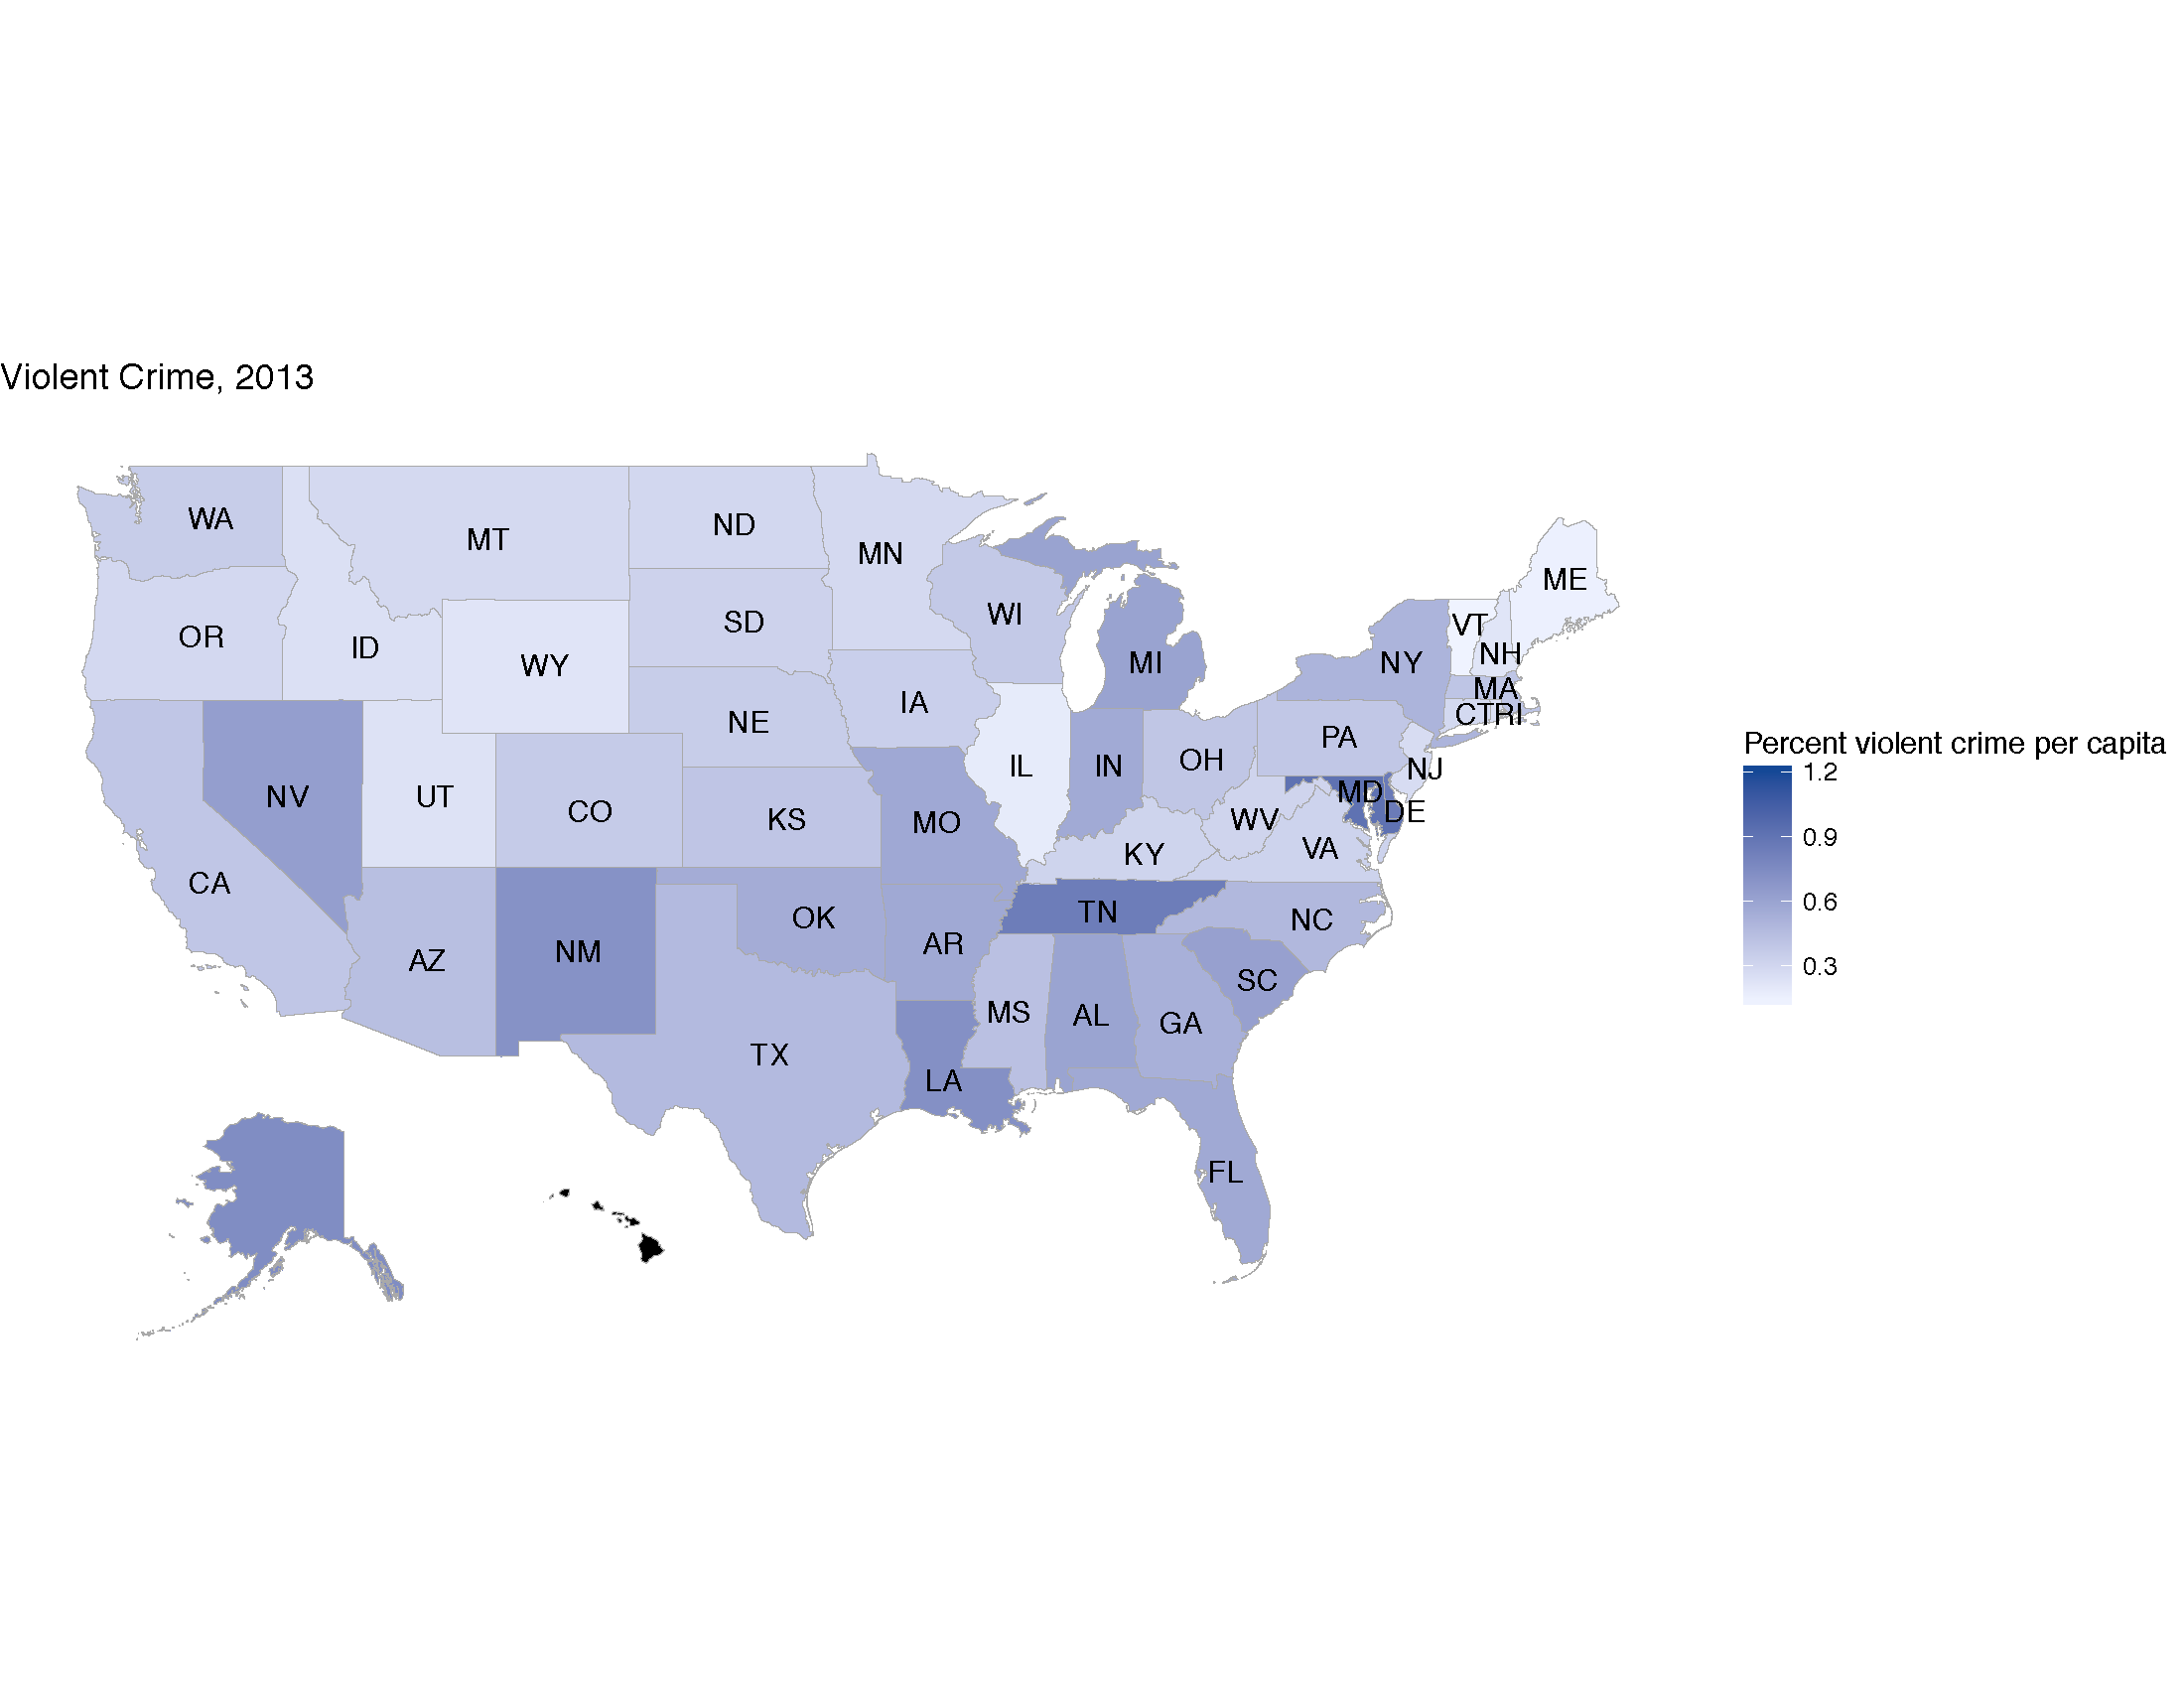 Violent Crime, 2013
WA
MT
ND
MN
ME
OR
ID
WY
SD
WI
MI
NY
VT
NH
MA
CT
RI
NE
IA
PA
NV
UT
CO
KS
MO
IL
IN
OH
NJ
MD
DE
WV
VA
KY
CA
AZ
NM
OK
AR
TN
NC
SC
TX
LA
MS
AL
GA
FL
Percent violent crime per capita
1.2
0.9
0.6
0.3